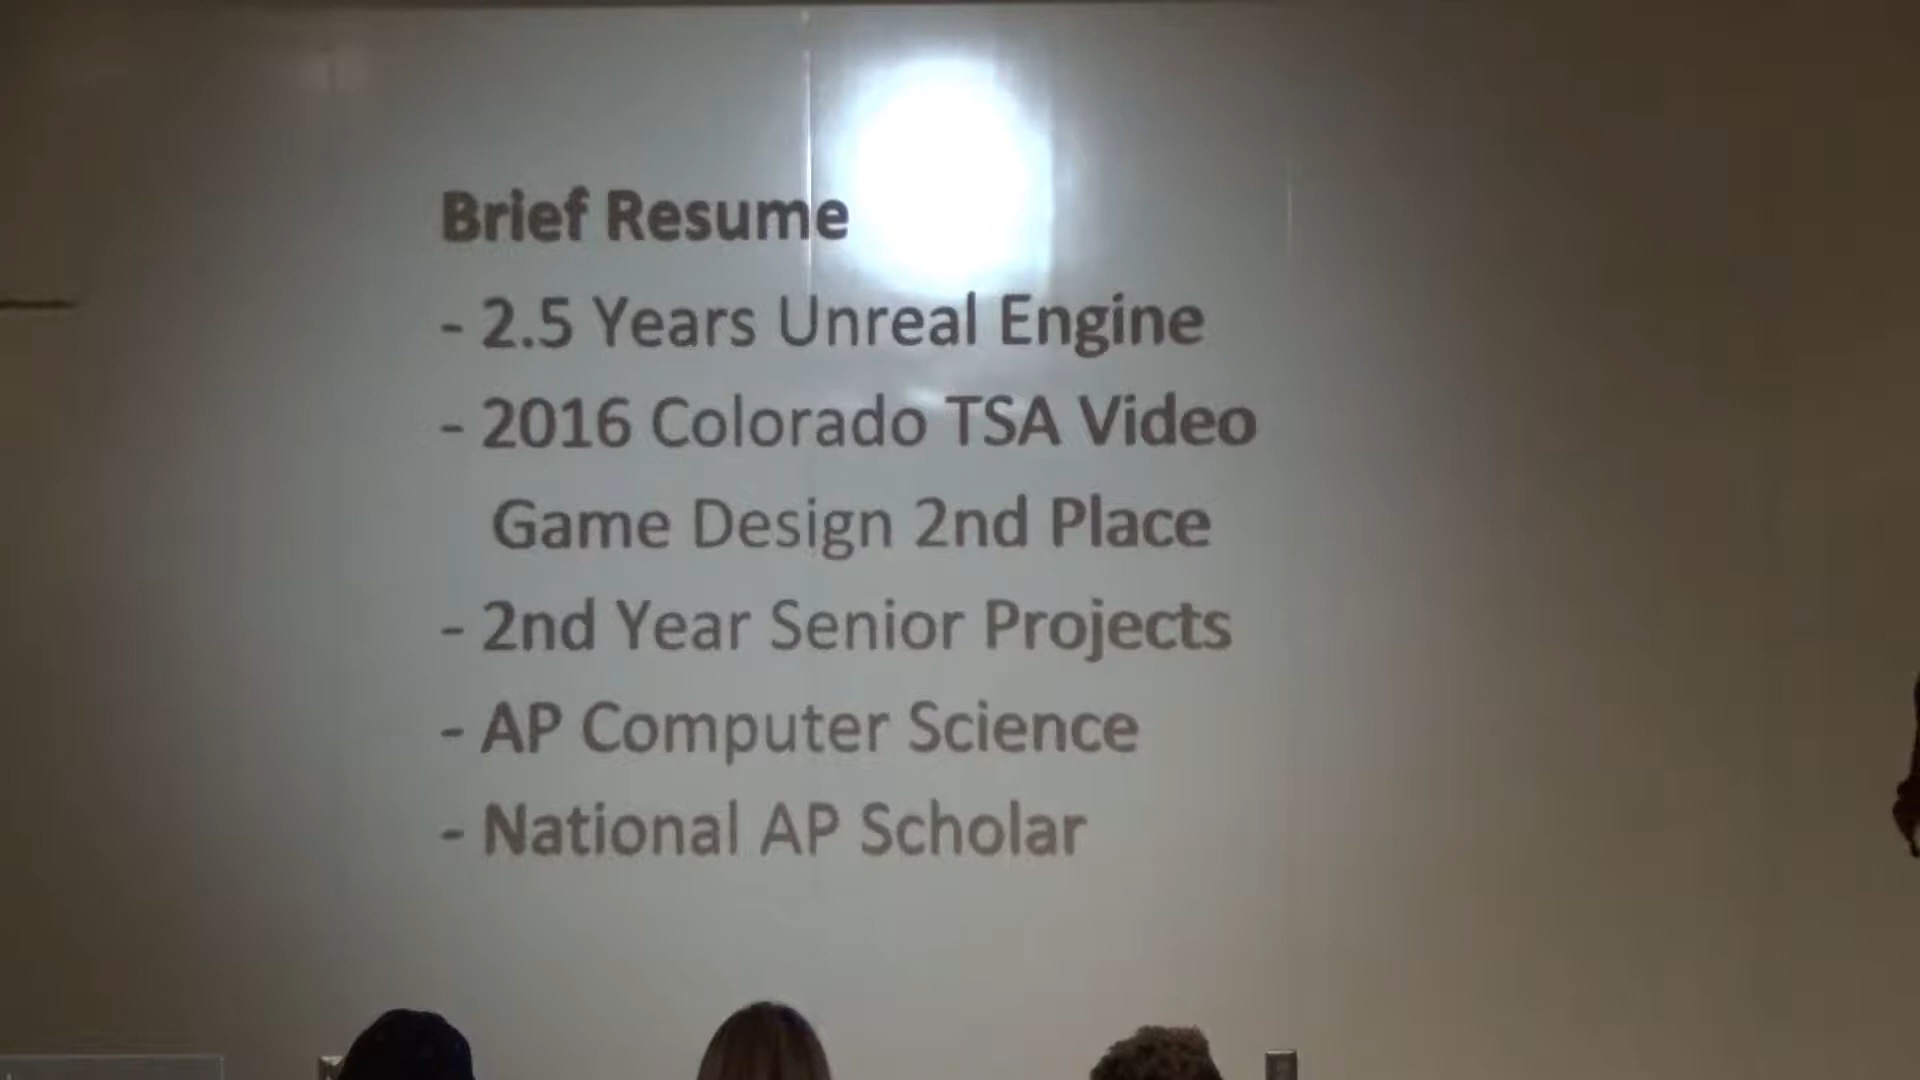 Brief Resume
- 2.5 Years Unreal Engine
- 2016 Colorado TSA Video
Game Design 2nd Place
- 2nd Year Senior Projects
- AP Computer Science
- National AP Scholar